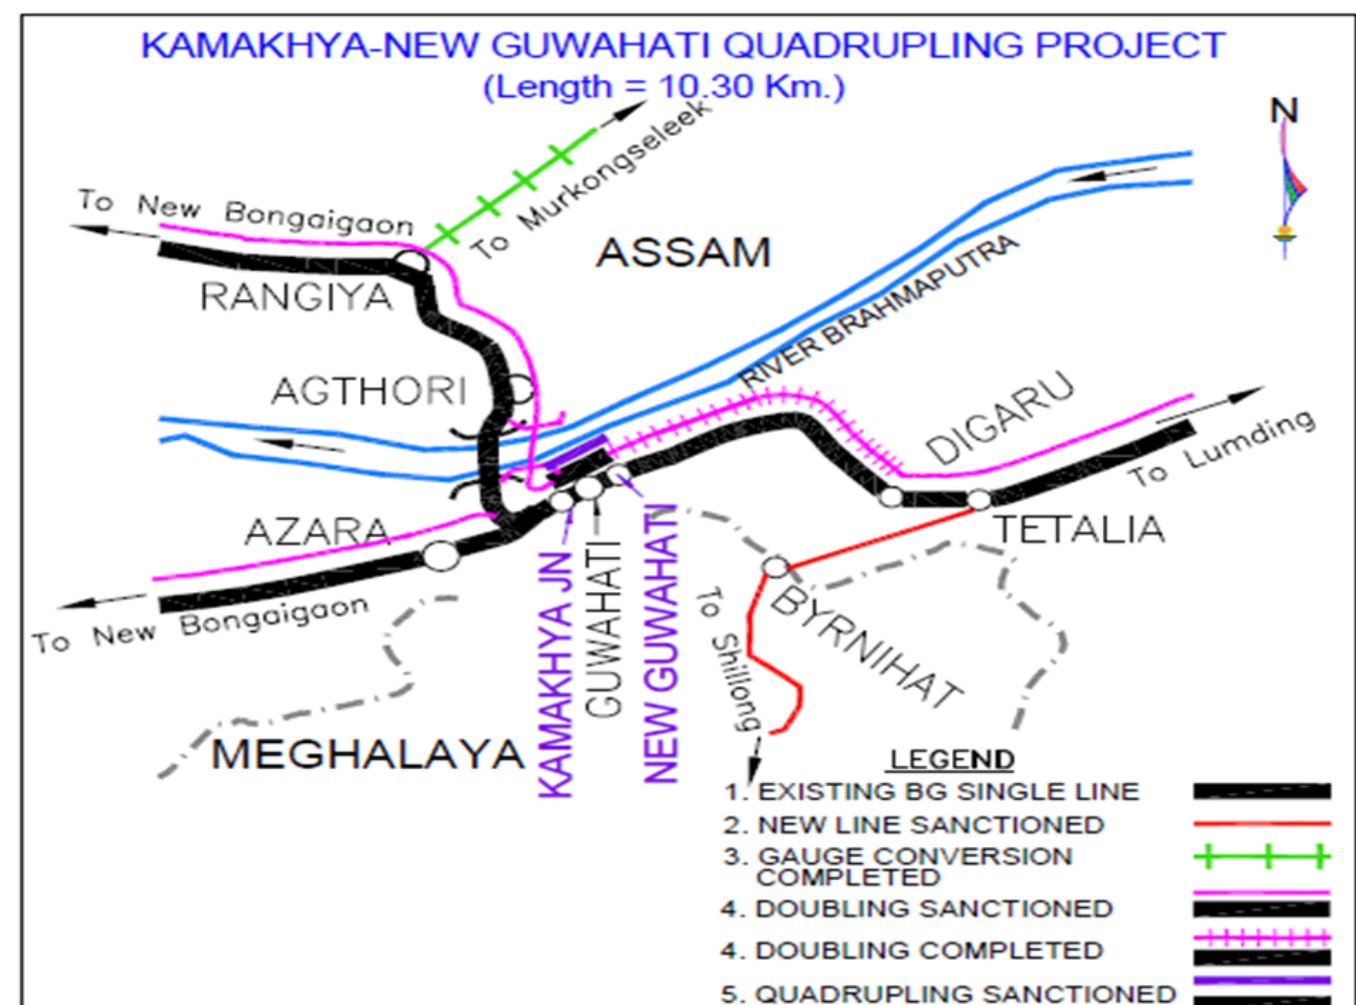 KAMAKHYA-NEW GUWAHATI QUADRUPLING PROJECT
(Length = 10.30 Km.)
N
To Murkongseleek
To New Bongaigaon
ASSAM
RANGIYA
RIVER BRAHMAPUTRA
AGTHORI
DIGARU
To Lumding
AZARA
TETALIA
To New Bongaigaon
KAMAKHYA JN
GUWAHATI
NEW GUWAHATI
To Shillong
BYRNIHAT
MEGHALAYA
LEGEND
1. EXISTING BG SINGLE LINE
2. NEW LINE SANCTIONED
3. GAUGE CONVERSION
COMPLETED
4. DOUBLING SANCTIONED
4. DOUBLING COMPLETED
5. QUADRUPLING SANCTIONED